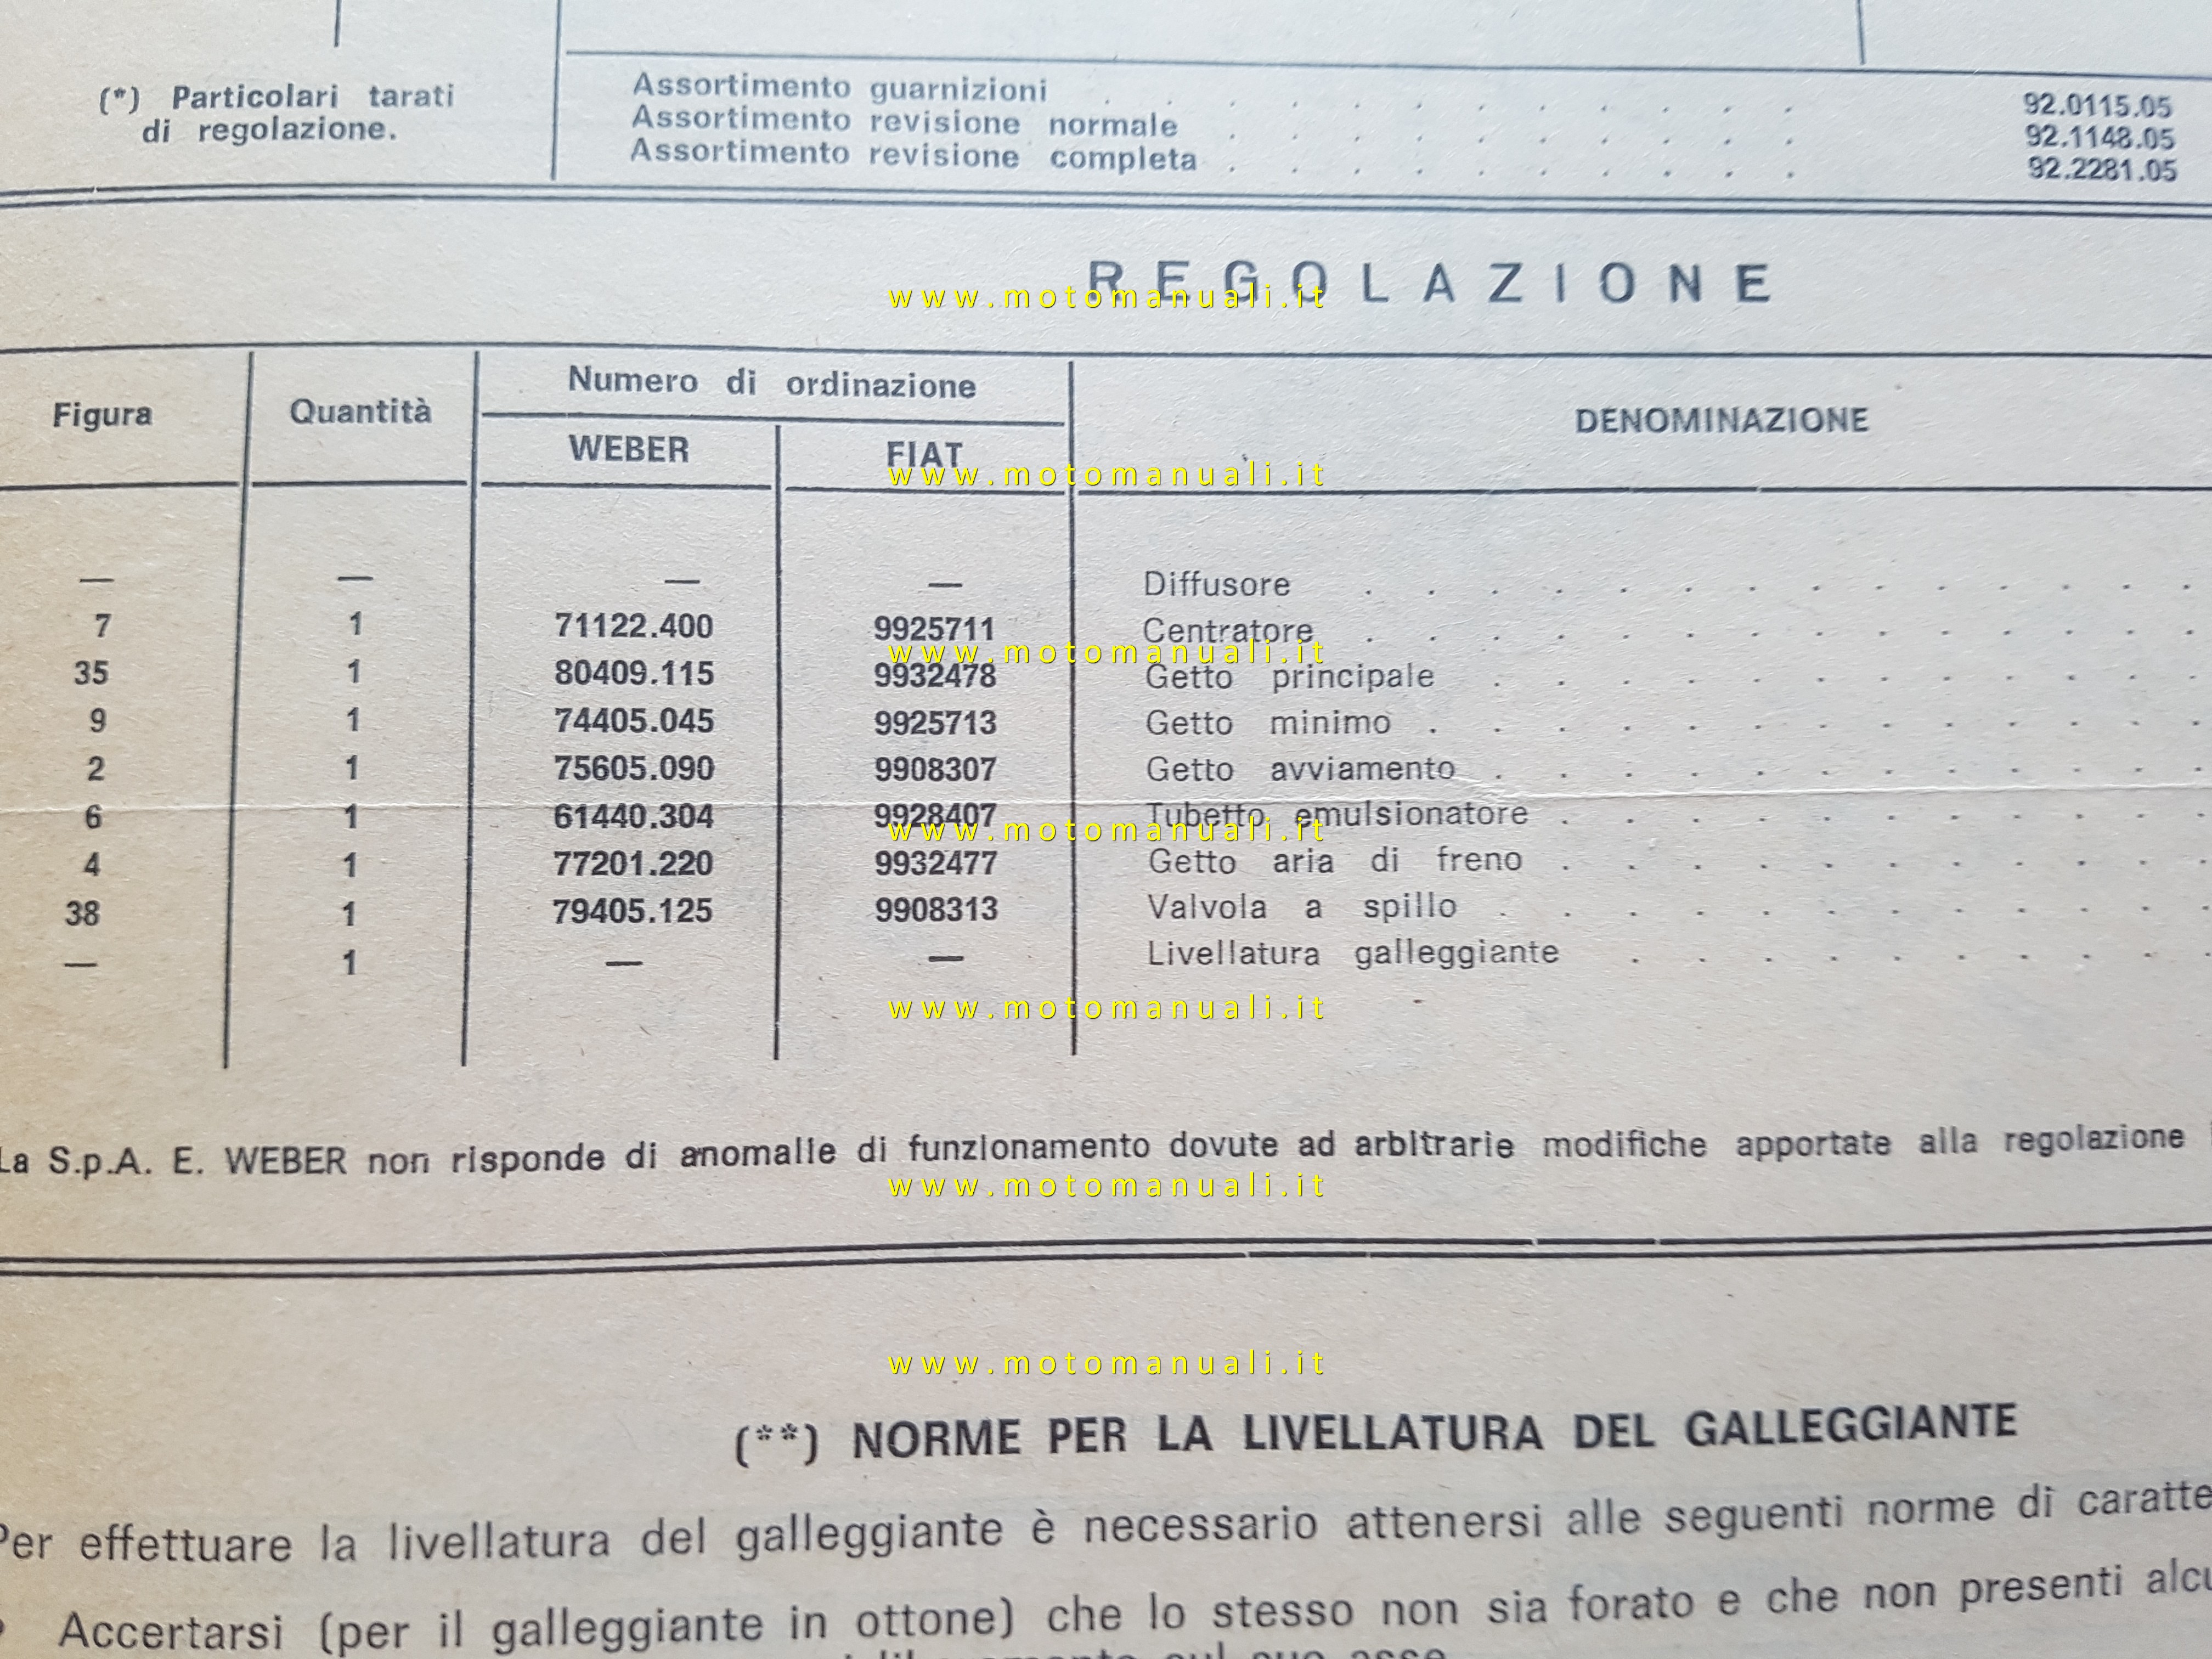 (*) Particolari tarati
di regolazione.
Assortimento guarnizioni . . . . . . . . . . . 92.0115.05
Assortimento revisione normale . . . . . . . . . . 92.1148.05
Assortimento revisione completa . . . . . . . . . . 92.2281.05
REGOLAZIONE
www.motomanuali.it
Figura Quantità Numero di ordinazione DENOMINAZIONE
WEBER FIAT
www.motomanuali.it
— — — — Diffusore . . . . . . . . . . . . . .
7 1 71122.400 9925711 Centratore . . . . . . . . . . . . . .
www.motomanuali.it
35 1 80409.115 9932478 Getto principale . . . . . . . . . . . .
9 1 74405.045 9925713 Getto minimo . . . . . . . . . . . . .
2 1 75605.090 9908307 Getto avviamento . . . . . . . . . . . .
6 1 61440.304 9928407 Tubetto emulsionatore . . . . . . . . . . .
www.motomanuali.it
4 1 77201.220 9932477 Getto aria di freno . . . . . . . . . . .
38 1 79405.125 9908313 Valvola a spillo . . . . . . . . . . . .
— 1 — — Livellatura galleggiante . . . . . . . . . .
www.motomanuali.it
La S.p.A. E. WEBER non risponde di anomalie di funzionamento dovute ad arbitrarie modifiche apportate alla regolazione
www.motomanuali.it
www.motomanuali.it
(**) NORME PER LA LIVELLATURA DEL GALLEGGIANTE
Per effettuare la livellatura del galleggiante è necessario attenersi alle seguenti norme di caratte
Accertarsi (per il galleggiante in ottone) che lo stesso non sia forato e che non presenti alcu
sul suo asse